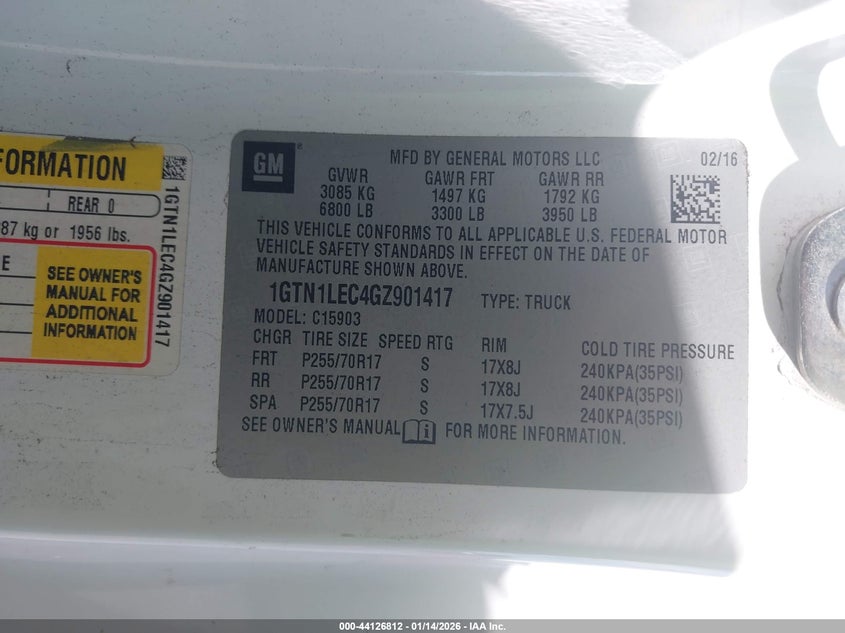 FORMATION
REAR 0
87 kg or 1956 lbs.
E
SEE OWNER'S
MANUAL FOR
ADDITIONAL
INFORMATION
1GTN1LEC4GZ901417
GM
MFD BY GENERAL MOTORS LLC 02/16
GVWR GAWR FRT GAWR RR
3085 KG 1497 KG 1792 KG
6800 LB 3300 LB 3950 LB
THIS VEHICLE CONFORMS TO ALL APPLICABLE U.S. FEDERAL MOTOR
VEHICLE SAFETY STANDARDS IN EFFECT ON THE DATE OF
MANUFACTURE SHOWN ABOVE.
1GTN1LEC4GZ901417 TYPE: TRUCK
MODEL: C15903
CHGR TIRE SIZE SPEED RTG RIM COLD TIRE PRESSURE
FRT P255/70R17 S 17X8J 240KPA(35PSI)
RR P255/70R17 S 17X8J 240KPA(35PSI)
SPA P255/70R17 S 17X7.5J 240KPA(35PSI)
SEE OWNER'S MANUAL FOR MORE INFORMATION.
000-44126812 — 01/14/2026 — IAA Inc.